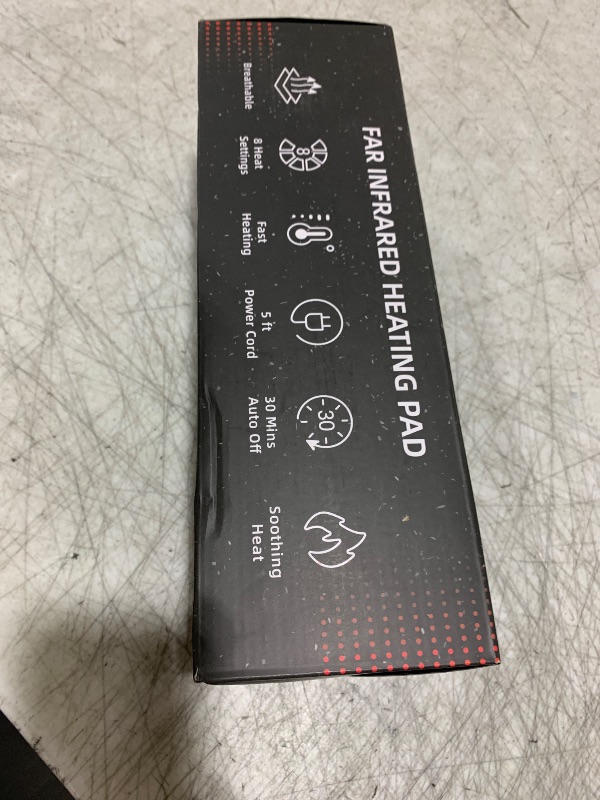 FAR INFRARED HEATING PAD
Breathable
8
8 Heat
Settings
Fast
Heating
5 ft
Power Cord
30
30 Mins
Auto Off
Soothing
Heat